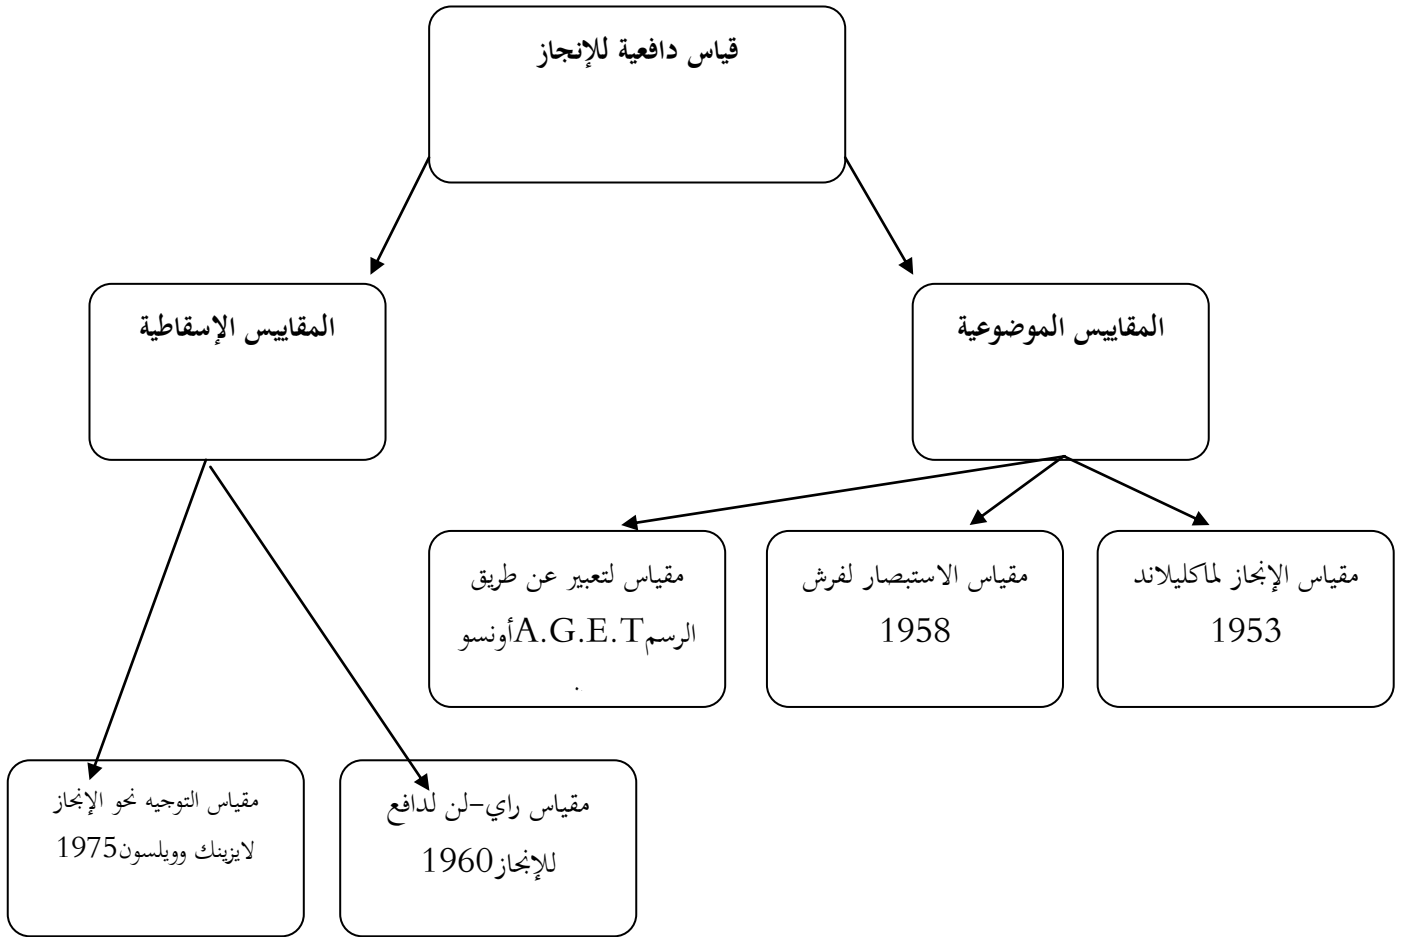 قياس دافعية للإنجاز
المقاييس الموضوعية
المقاييس الإسقاطية
مقياس الإنجاز لماكليلاند
1953
مقياس الاستبصار لفرش
1958
مقياس لتعبير عن طريق
الرسمA.G.E.Tأونسو
.
مقياس راي-لن لدافع
للإنجاز1960
مقياس التوجيه نحو الإنجاز
لايزينك وويلسون1975